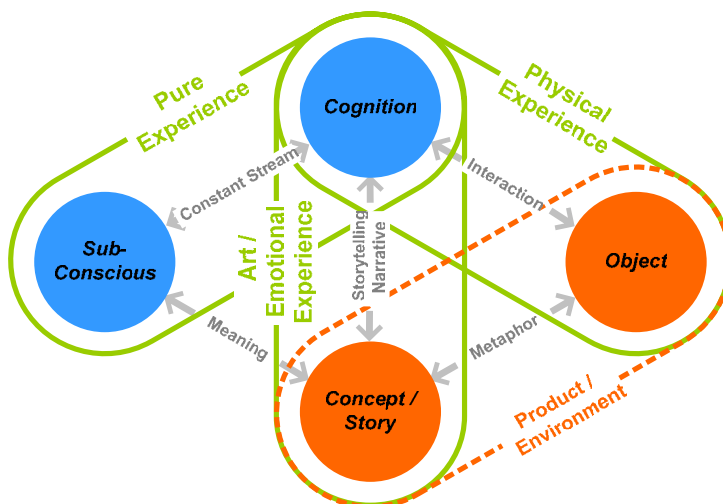 Pure
Experience
Cognition
Physical
Experience
Constant Stream
Interaction
Sub-
Conscious
Art /
Emotional
Experience
Storytelling
Narrative
Object
Meaning
Metaphor
Concept /
Story
Product /
Environment